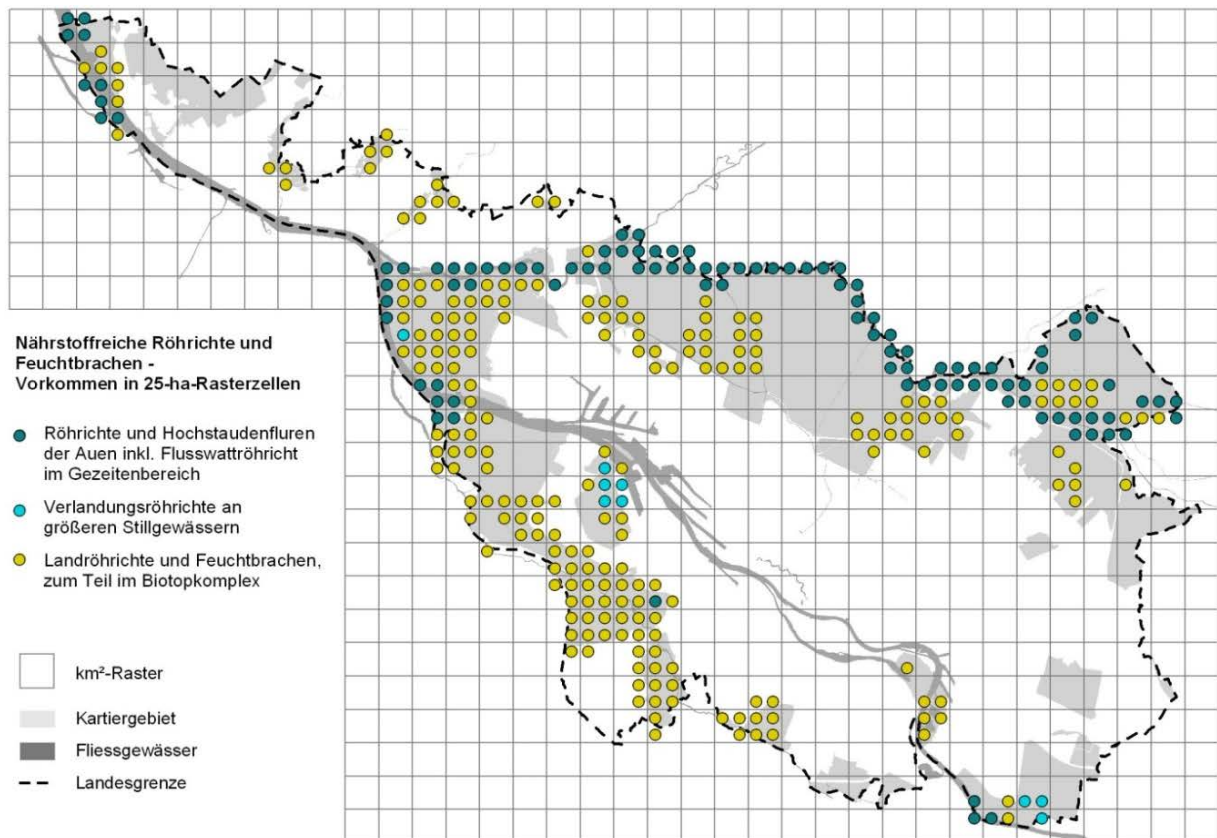 Nährstoffreiche Röhrichte und
Feuchtbrachen -
Vorkommen in 25-ha-Rasterzellen
Röhrichte und Hochstaudenfluren
der Auen inkl. Flusswattröhricht
im Gezeitenbereich
Verlandungsröhrichte an
größeren Stillgewässern
Landröhrichte und Feuchtbrachen,
zum Teil im Biotopkomplex
km²-Raster
Kartiergebiet
Fliessgewässer
Landesgrenze